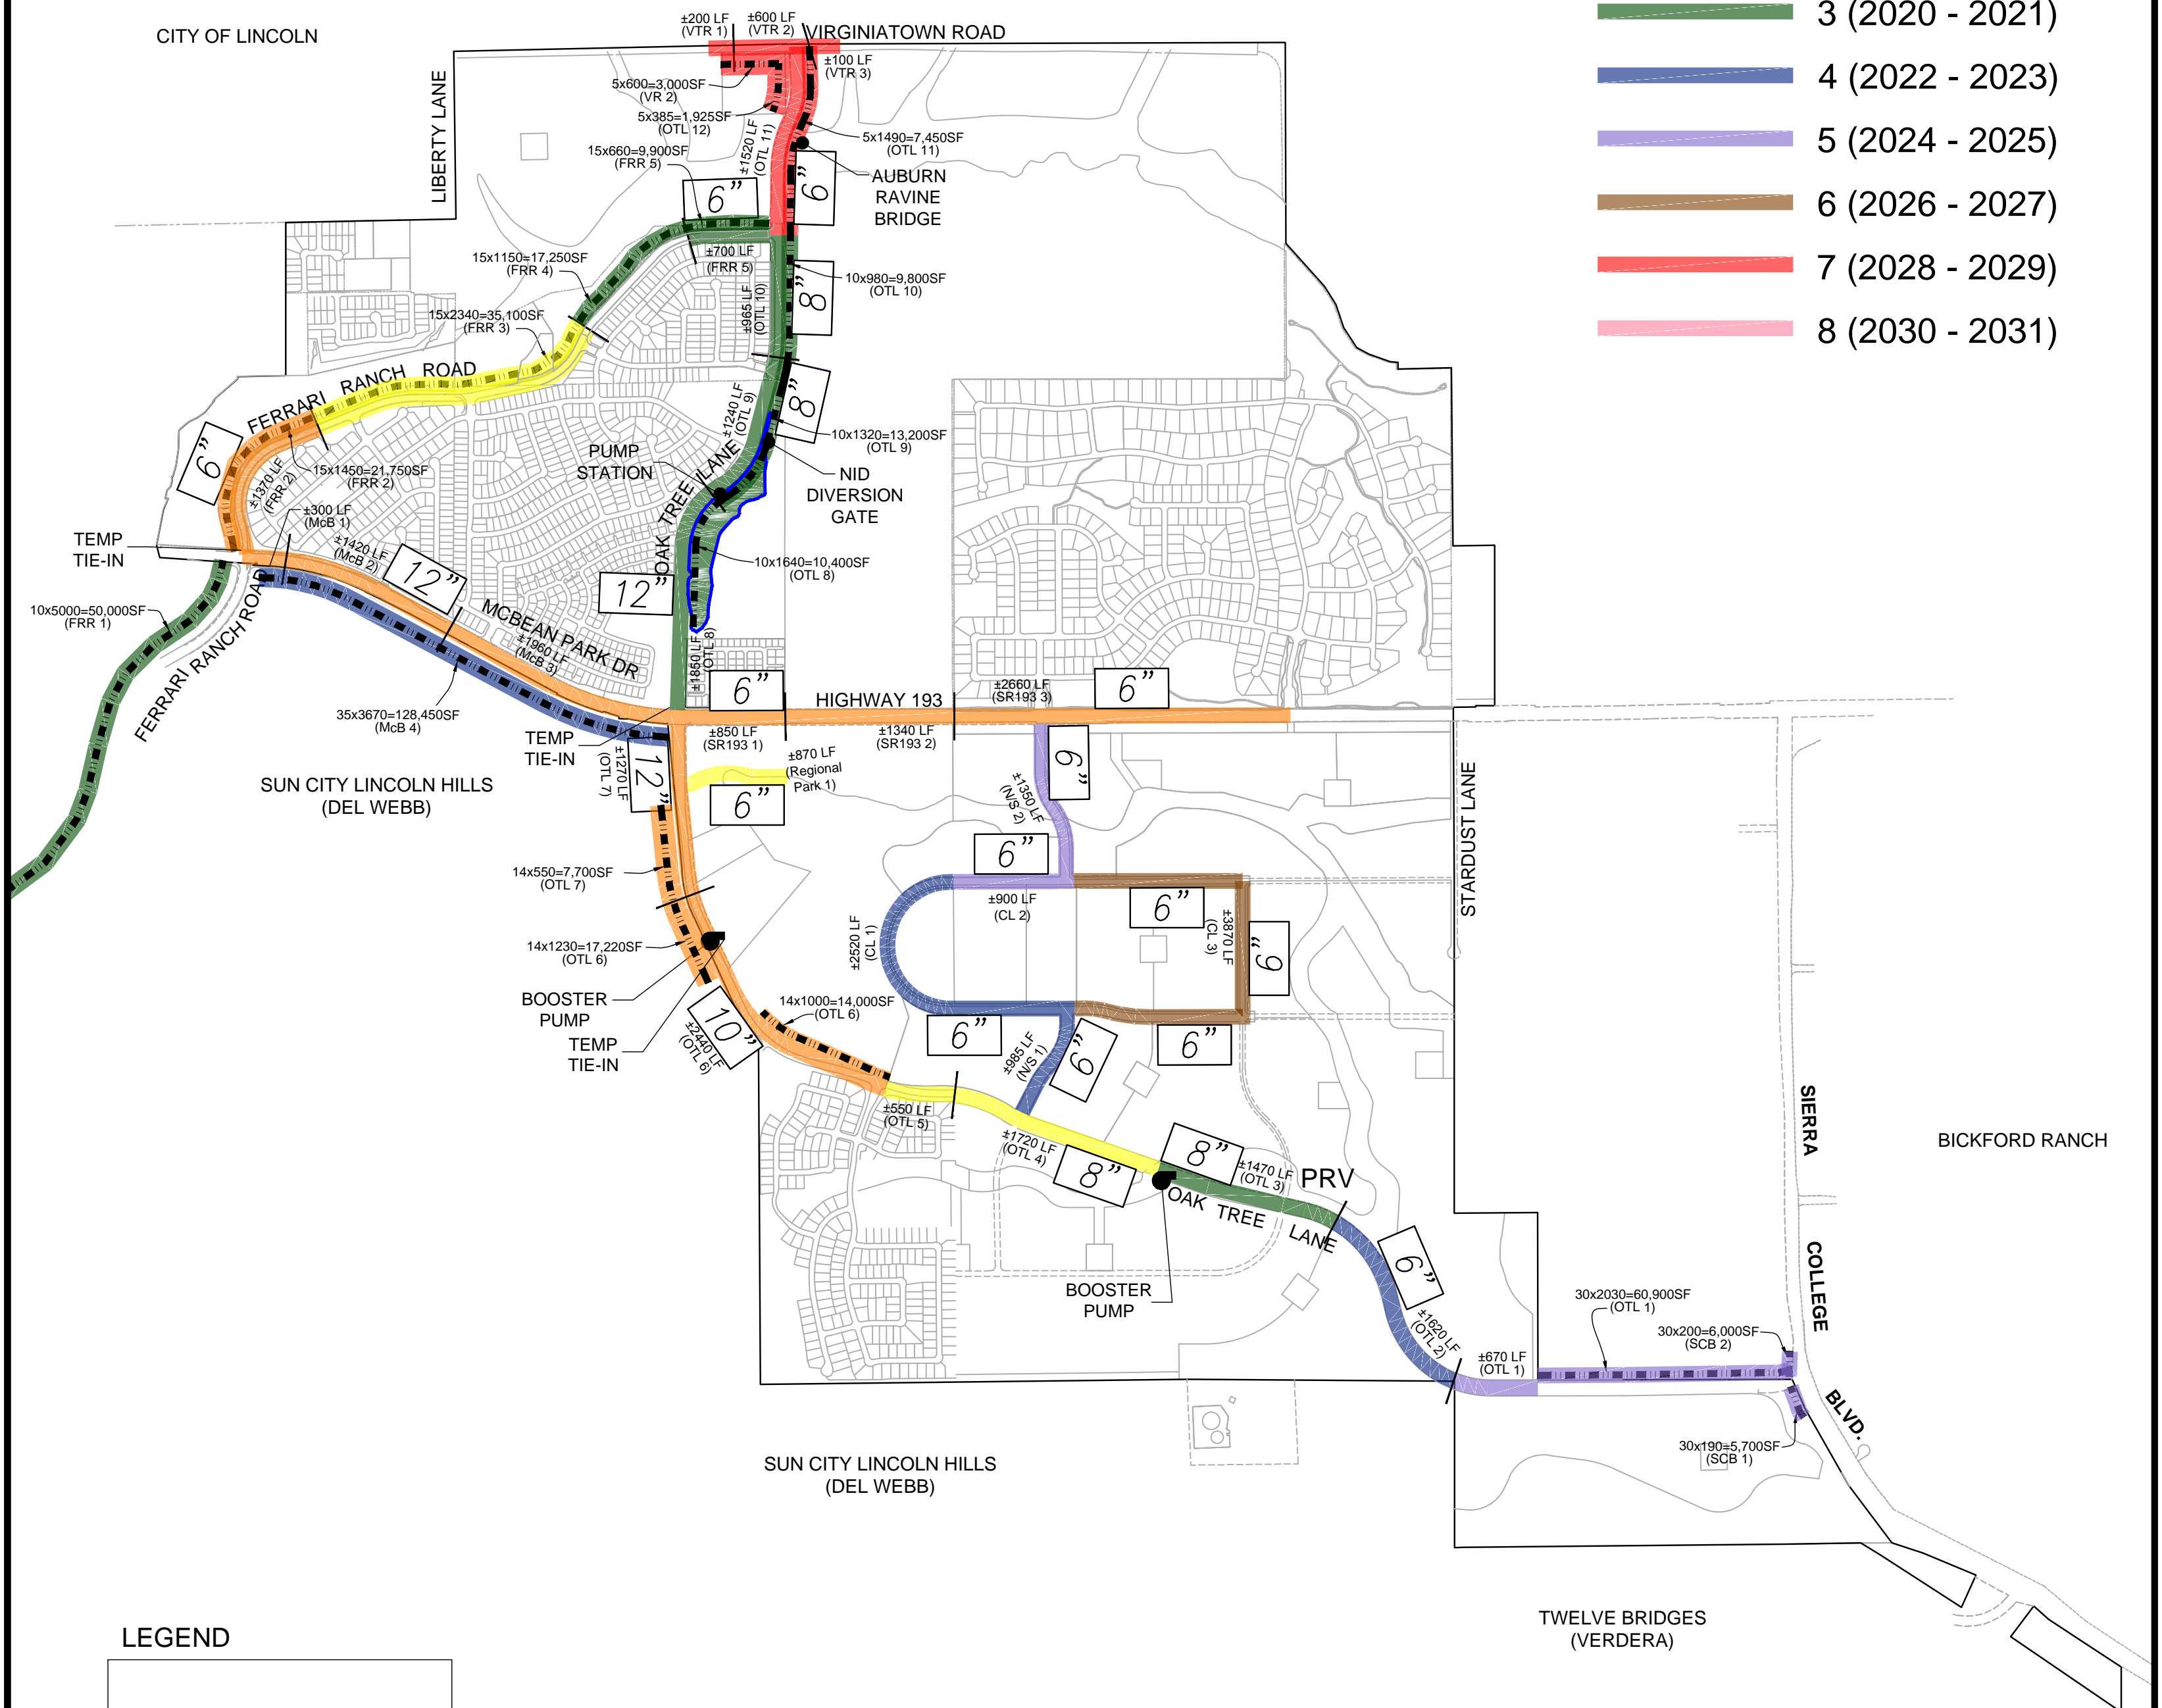 CITY OF LINCOLN
±200 LF
(VTR 1)
±600 LF
(VTR 2)
VIRGINIATOWN ROAD
±100 LF
(VTR 3)
5x600=3,000SF
(VR 2)
5x385=1,925SF
(OTL 12)
5x1490=7,450SF
(OTL 11)
±1520 LF
(OTL 11)
15x660=9,900SF
(FRR 5)
LIBERTY LANE
AUBURN
RAVINE
BRIDGE
6”
6”
±700 LF
(FRR 5)
15x1150=17,250SF
(FRR 4)
10x980=9,800SF
(OTL 10)
±965 LF
(OTL 10)
8”
15x2340=35,100SF
(FRR 3)
FERRARI RANCH ROAD
8”
±1240 LF
(OTL 9)
10x1320=13,200SF
(OTL 9)
6”
15x1450=21,750SF
(FRR 2)
±1370 LF
(FRR 2)
PUMP
STATION
NID
DIVERSION
GATE
OAK TREE LANE
TEMP
TIE-IN
±300 LF
(McB 1)
±1420 LF
(McB 2)
12”
12”
10x1640=10,400SF
(OTL 8)
10x5000=50,000SF
(FRR 1)
FERRARI RANCH ROAD
MCBEAN PARK DR
±1960 LF
(McB 3)
±1850 LF
(OTL 8)
35x3670=128,450SF
(McB 4)
6”
HIGHWAY 193
±2660 LF
(SR193 3)
6”
±850 LF
(SR193 1)
±1340 LF
(SR193 2)
TEMP
TIE-IN
±1270 LF
(OTL 7)
12”
±870 LF
(Regional
Park 1)
6”
SUN CITY LINCOLN HILLS
(DEL WEBB)
±1350 LF
(N/S 2)
6”
STARDUST LANE
14x550=7,700SF
(OTL 7)
6”
±900 LF
(CL 2)
6”
±3870 LF
(CL 3)
6”
±2520 LF
(CL 1)
14x1230=17,220SF
(OTL 6)
BOOSTER
PUMP
TEMP
TIE-IN
14x1000=14,000SF
(OTL 6)
10”
±2440 LF
(OTL 6)
6”
6”
6”
±985 LF
(N/S 1)
±550 LF
(OTL 5)
±1720 LF
(OTL 4)
8”
8”
±1470 LF
(OTL 3)
PRV
OAK TREE LANE
BOOSTER
PUMP
6”
±1620 LF
(OTL 2)
±670 LF
(OTL 1)
30x2030=60,900SF
(OTL 1)
30x200=6,000SF
(SCB 2)
30x190=5,700SF
(SCB 1)
SIERRA COLLEGE BLVD.
BICKFORD RANCH
SUN CITY LINCOLN HILLS
(DEL WEBB)
TWELVE BRIDGES
(VERDERA)
LEGEND
3 (2020 - 2021)
4 (2022 - 2023)
5 (2024 - 2025)
6 (2026 - 2027)
7 (2028 - 2029)
8 (2030 - 2031)